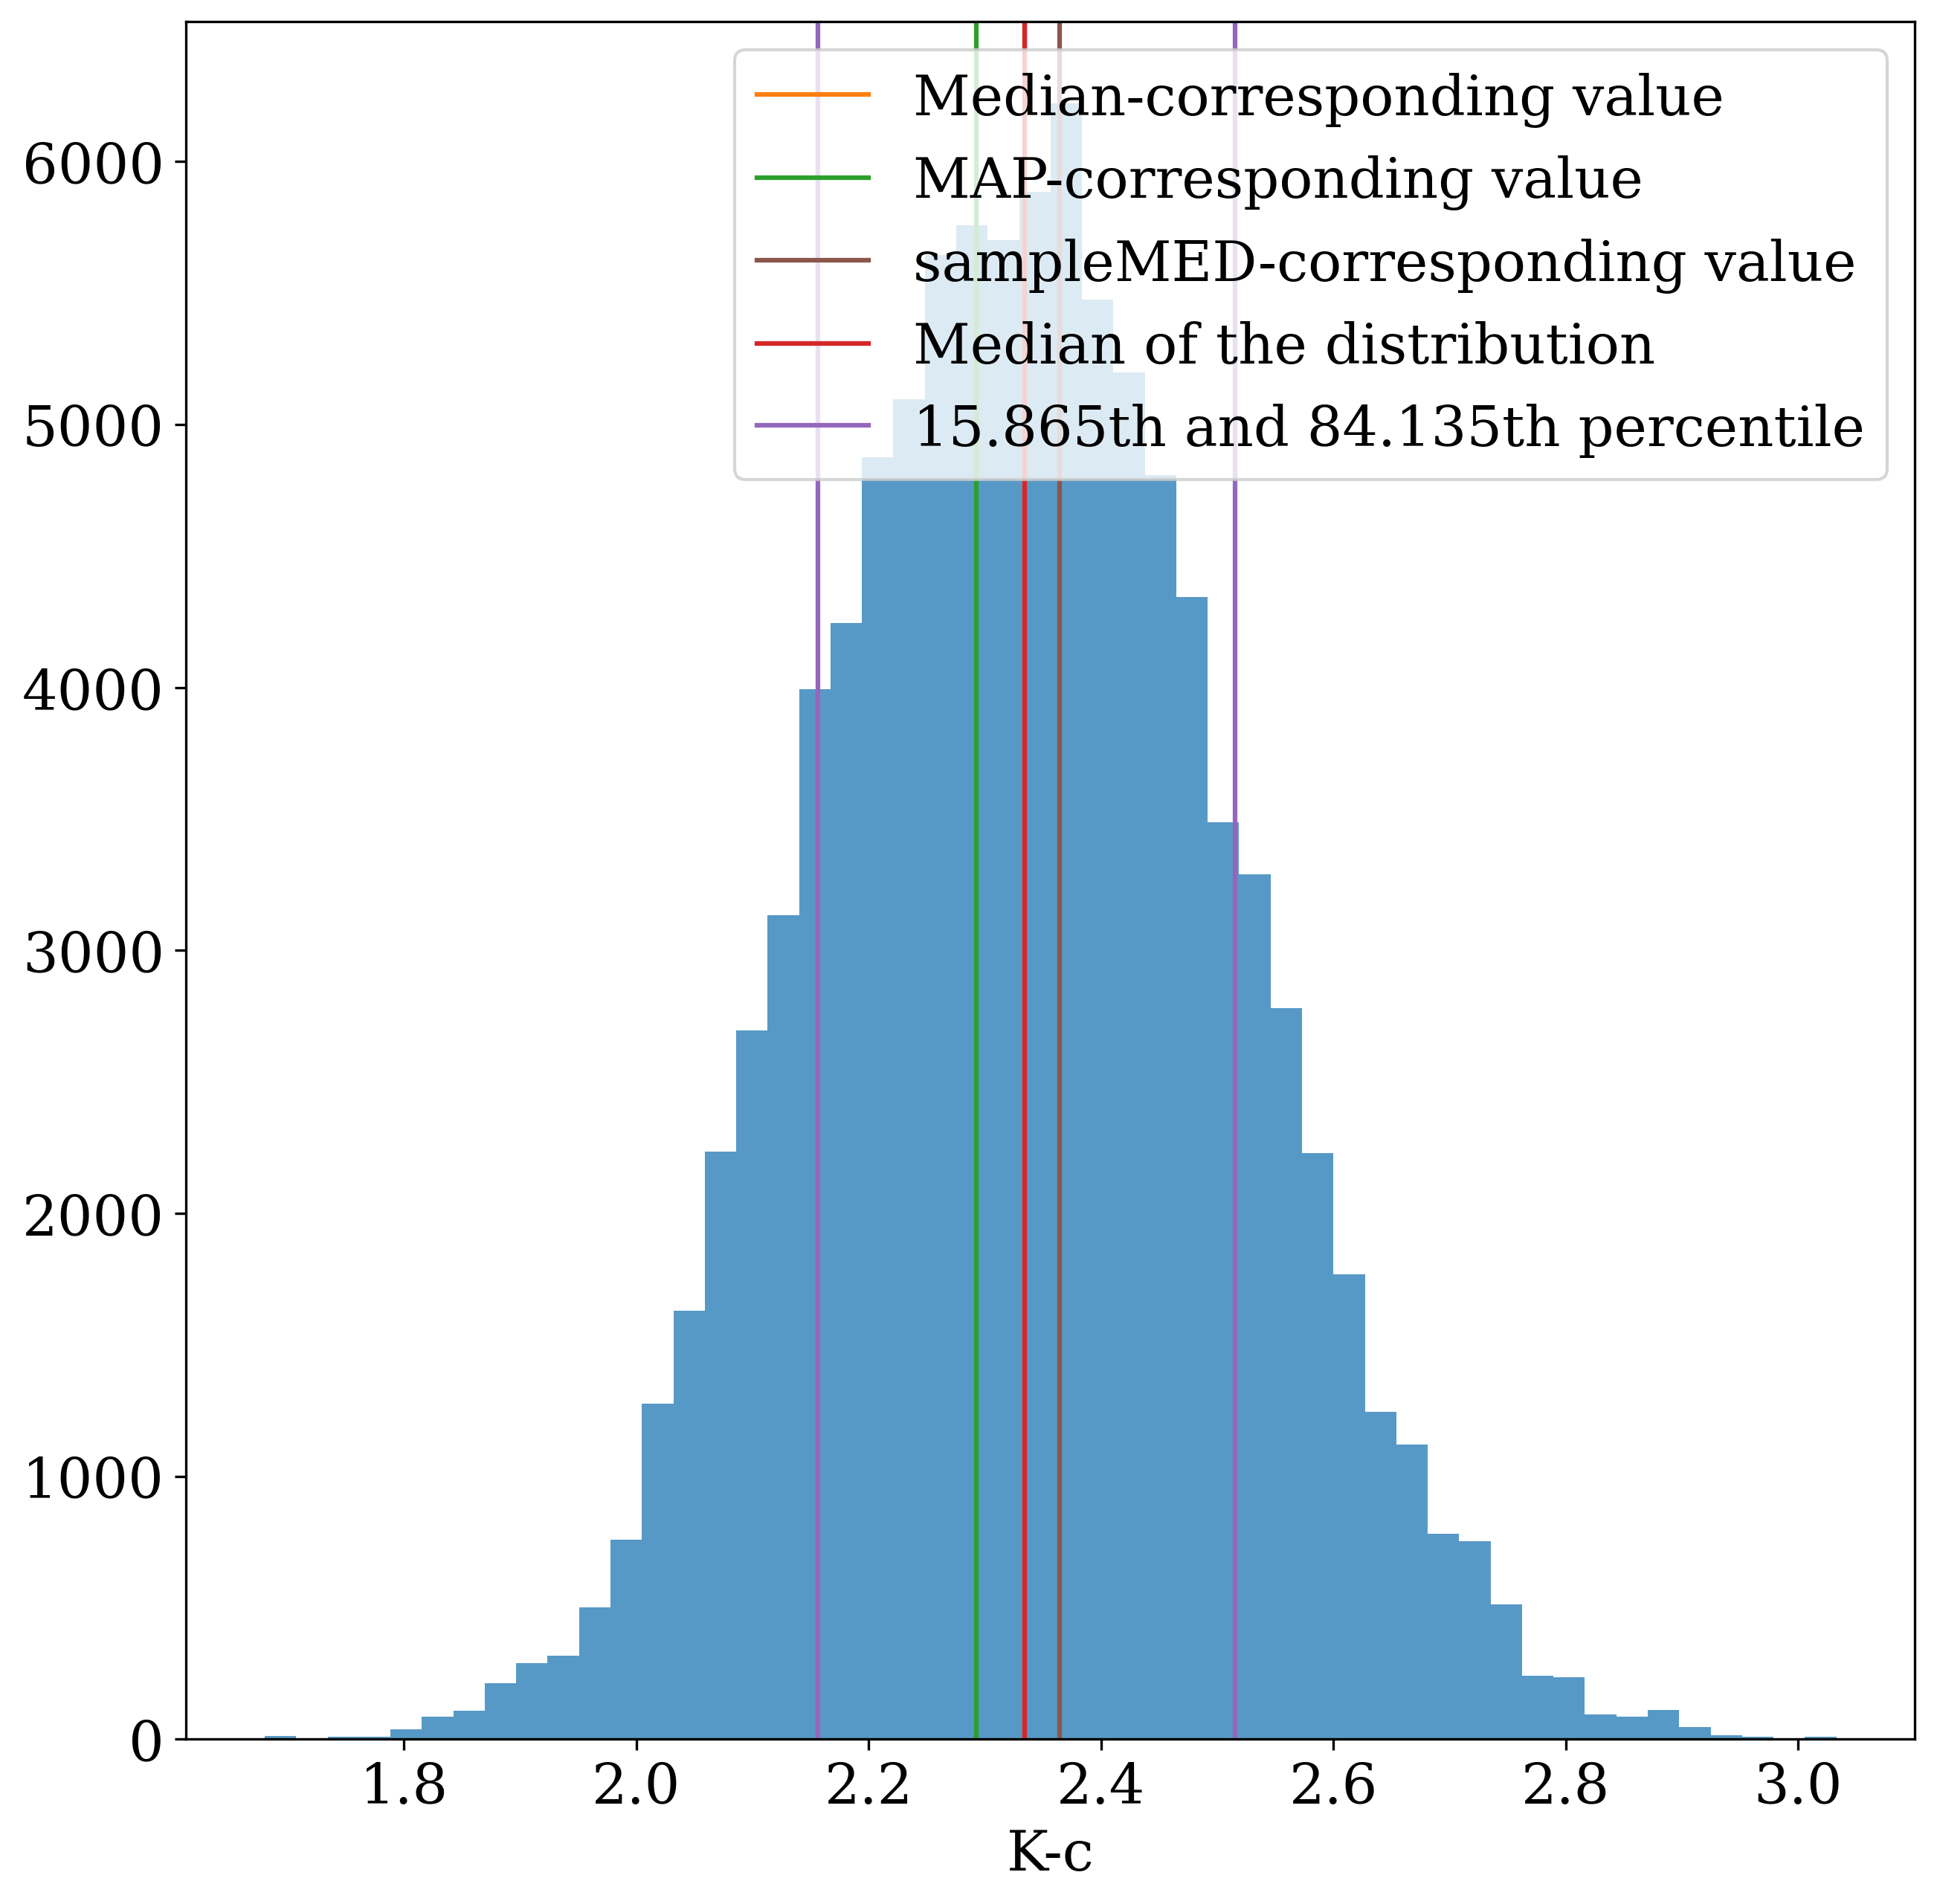 Median-corresponding value
MAP-corresponding value
sampleMED-corresponding value
Median of the distribution
15.865th and 84.135th percentile
6000
5000
4000
3000
2000
1000
0
1.8 2.0 2.2 2.4 2.6 2.8 3.0
K-c